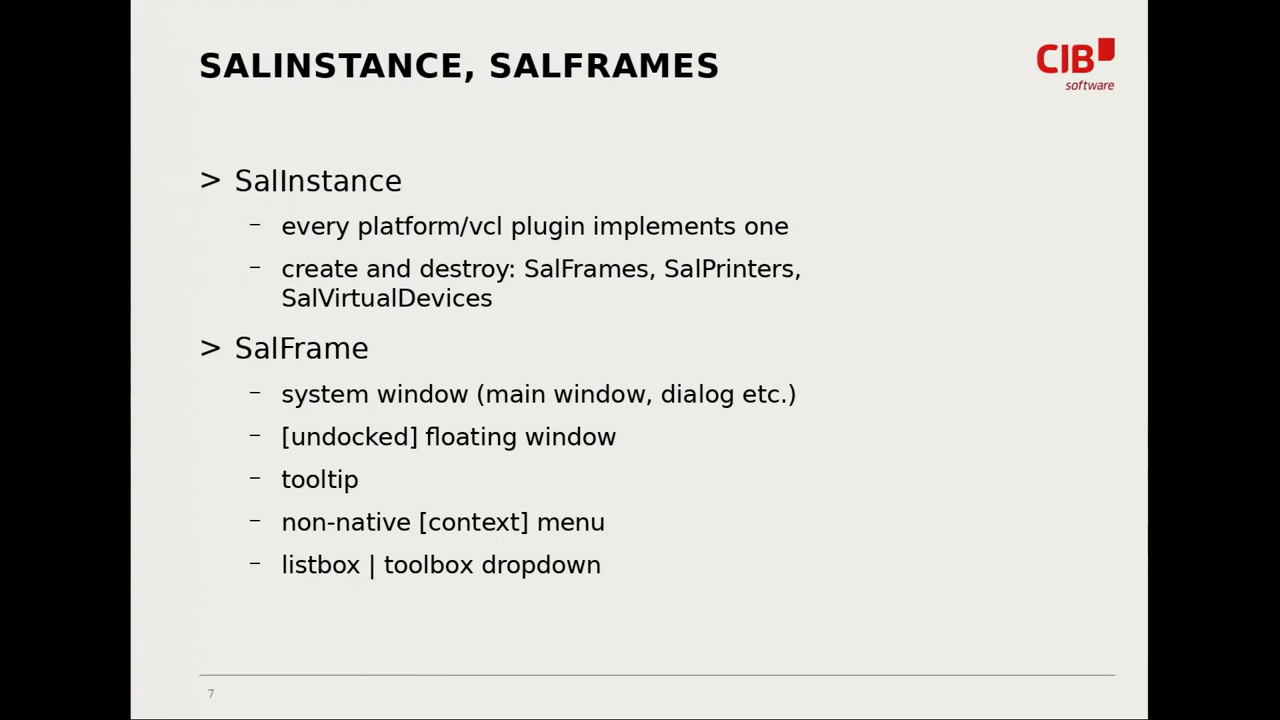 SALINSTANCE, SALFRAMES
CIB
software
> SalInstance
– every platform/vcl plugin implements one
– create and destroy: SalFrames, SalPrinters,
SalVirtualDevices
> SalFrame
– system window (main window, dialog etc.)
– [undocked] floating window
– tooltip
– non-native [context] menu
– listbox | toolbox dropdown
7